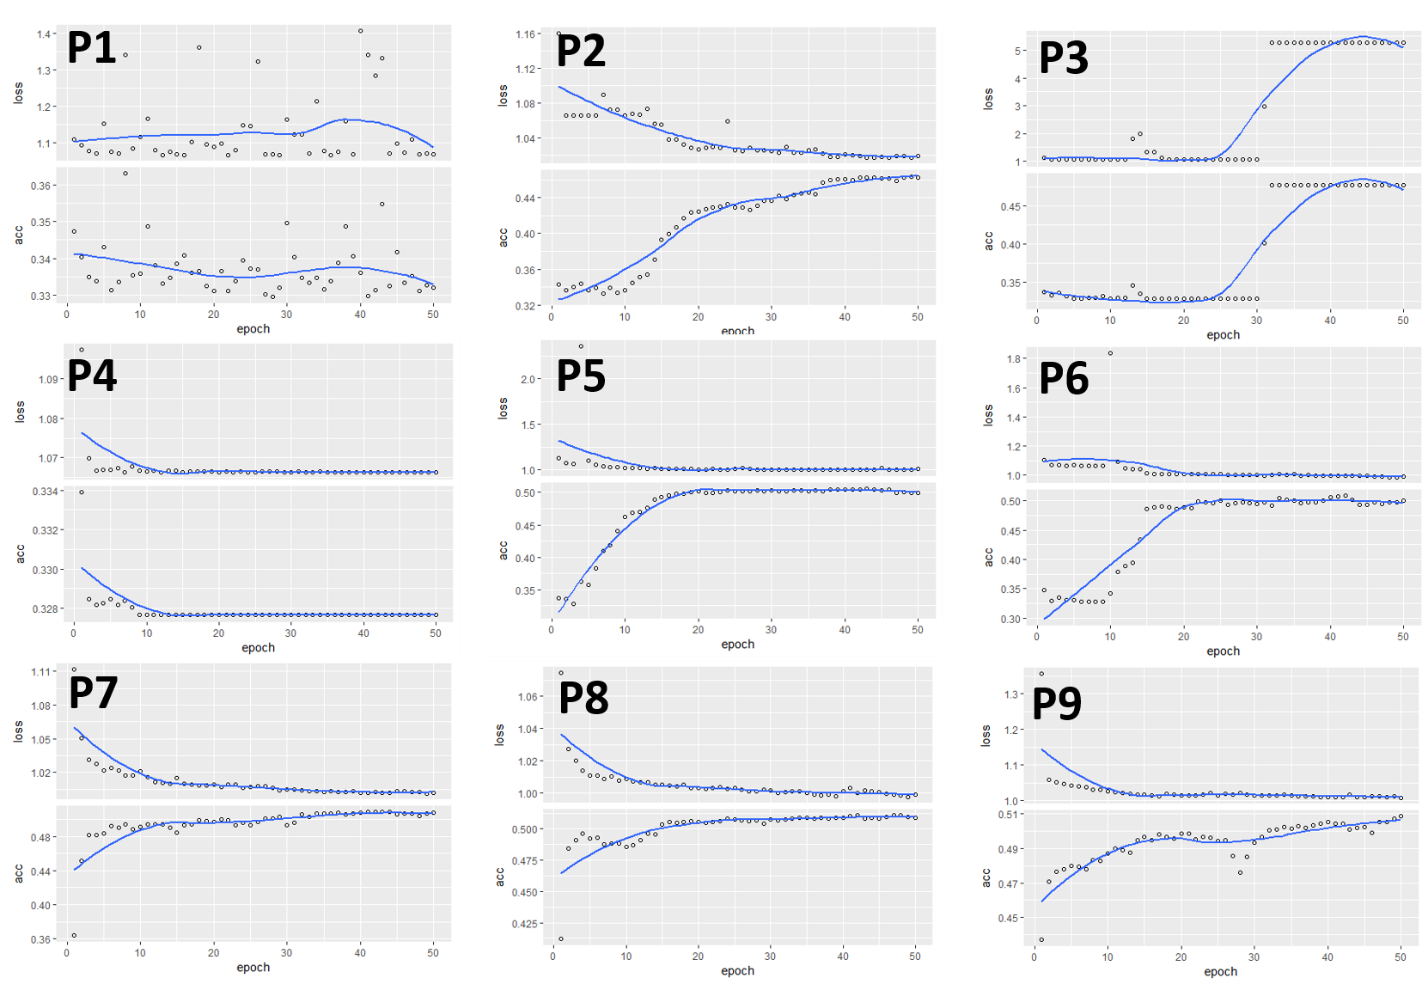 P1
1.4
1.3
1.2
1.1
loss
0.36
0.35
0.34
0.33
acc
0 10 20 30 40 50
epoch
P2
1.16
1.12
1.08
1.04
loss
0.44
0.40
0.36
0.32
acc
0 10 20 30 40 50
epoch
P3
5
4
3
2
1
loss
0.45
0.40
0.35
acc
0 10 20 30 40 50
epoch
P4
1.09
1.08
1.07
loss
0.334
0.332
0.330
0.328
acc
0 10 20 30 40 50
epoch
P5
2.0
1.5
1.0
loss
0.50
0.45
0.40
0.35
acc
0 10 20 30 40 50
epoch
P6
1.8
1.6
1.4
1.2
1.0
loss
0.50
0.45
0.40
0.35
0.30
acc
0 10 20 30 40 50
epoch
P7
1.11
1.08
1.05
1.02
loss
0.48
0.44
0.40
0.36
acc
0 10 20 30 40 50
epoch
P8
1.06
1.04
1.02
1.00
loss
0.500
0.475
0.450
0.425
acc
0 10 20 30 40 50
epoch
P9
1.3
1.2
1.1
1.0
loss
0.51
0.49
0.47
0.45
acc
0 10 20 30 40 50
epoch